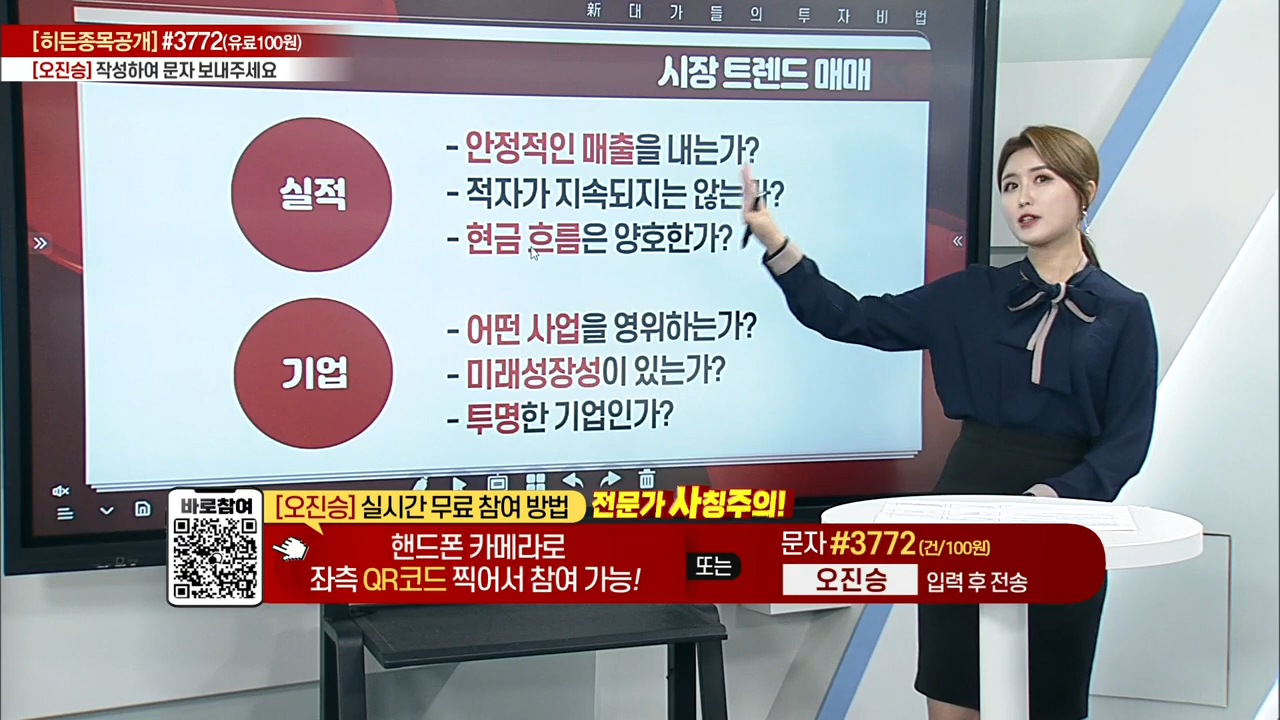 新 대 가 들 의 투 자 비 법
[히든종목공개] #3772(유료100원)
[오진승] 작성하여 문자 보내주세요
시장 트렌드 매매
실적
- 안정적인 매출을 내는가?
- 적자가 지속되지는 않는가?
- 현금 흐름은 양호한가?
기업
- 어떤 사업을 영위하는가?
- 미래성장성이 있는가?
- 투명한 기업인가?
바로참여
[오진승] 실시간 무료 참여 방법
전문가 사칭주의!
핸드폰 카메라로
좌측 QR코드 찍어서 참여 가능!
또는
문자 #3772 (건/100원)
오진승 입력 후 전송